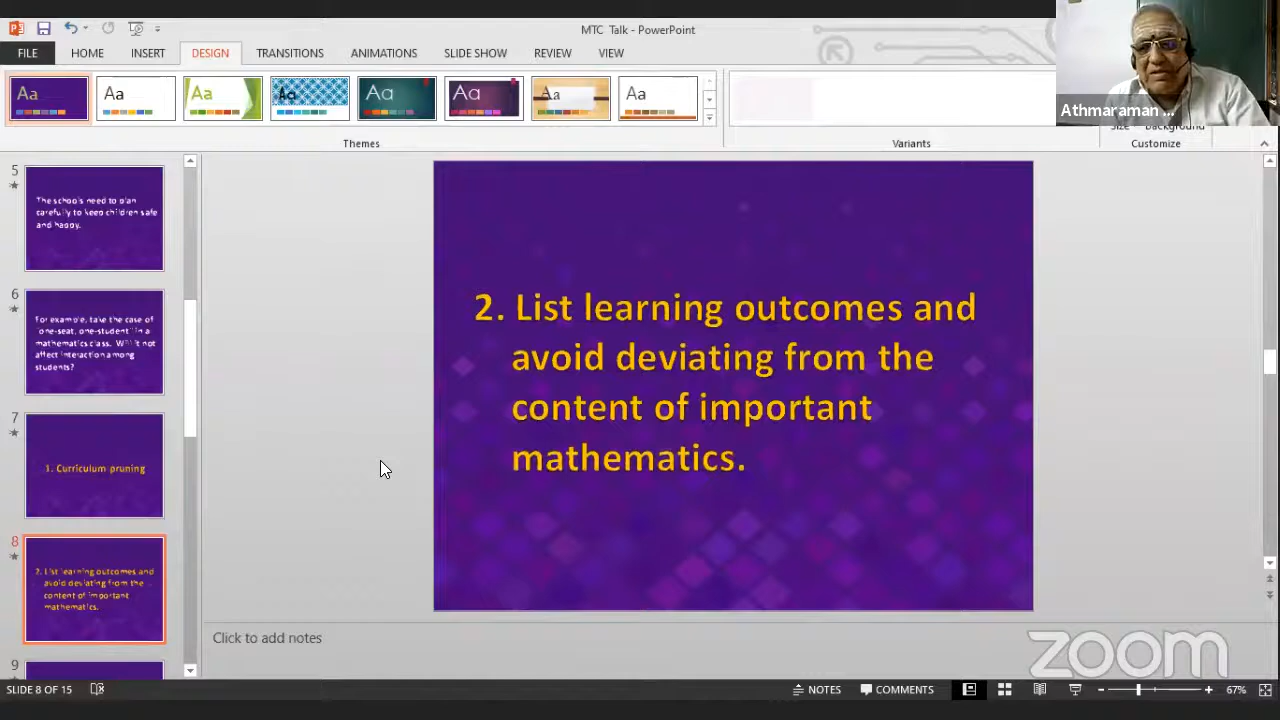 MTC Talk - PowerPoint
FILE HOME INSERT DESIGN TRANSITIONS ANIMATIONS SLIDE SHOW REVIEW VIEW
Aa Aa Aa Aa Aa Aa Aa Aa
Athmaraman ...
Themes
Variants
Customize
5
The schools need to plan
carefully to keep children safe
and happy.
6
For example, take the case of
"one-seat, one-student" in a
mathematics class. Will it not
affect interaction among
students?
7
1. Curriculum pruning
8
2. List learning outcomes and
avoid deviating from the
content of important
mathematics.
9
2. List learning outcomes and
avoid deviating from the
content of important
mathematics.
Click to add notes
zoom
SLIDE 8 OF 15
NOTES
COMMENTS
67%